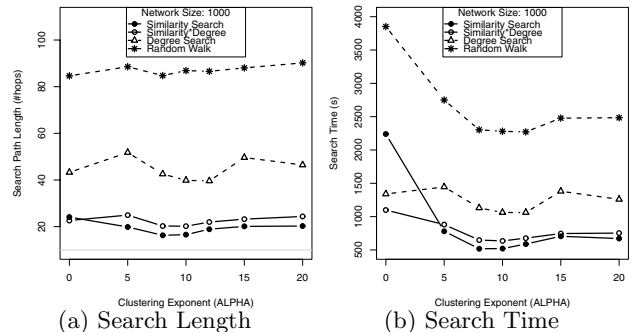 Network Size: 1000
Similarity Search
Similarity*Degree
Degree Search
Random Walk
Search Path Length (#hops)
100
80
60
40
20
0
5
10
15
20
Clustering Exponent (ALPHA)
(a) Search Length
Network Size: 1000
Similarity Search
Similarity*Degree
Degree Search
Random Walk
Search Time (s)
4000
3500
3000
2500
2000
1500
1000
500
0
5
10
15
20
Clustering Exponent (ALPHA)
(b) Search Time